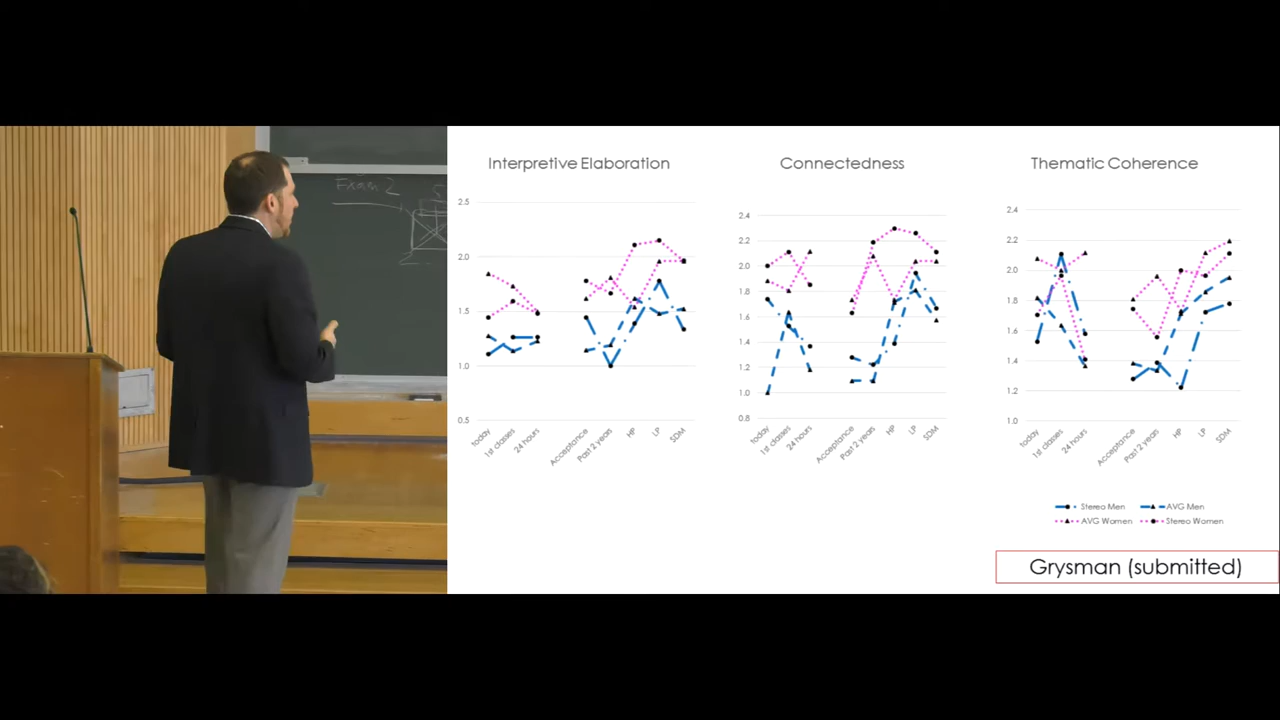 Exam 2
Interpretive Elaboration
2.5
2.0
1.5
1.0
0.5
today
1st classes
24 hours
Acceptance
Past 2 years
HP
LP
SDM
Connectedness
2.4
2.2
2.0
1.8
1.6
1.4
1.2
1.0
0.8
today
1st classes
24 hours
Acceptance
Past 2 years
HP
LP
SDM
Thematic Coherence
2.4
2.2
2.0
1.8
1.6
1.4
1.2
1.0
today
1st classes
24 hours
Acceptance
Past 2 years
HP
LP
SDM
Stereo Men AVG Men
AVG Women Stereo Women
Grysman (submitted)